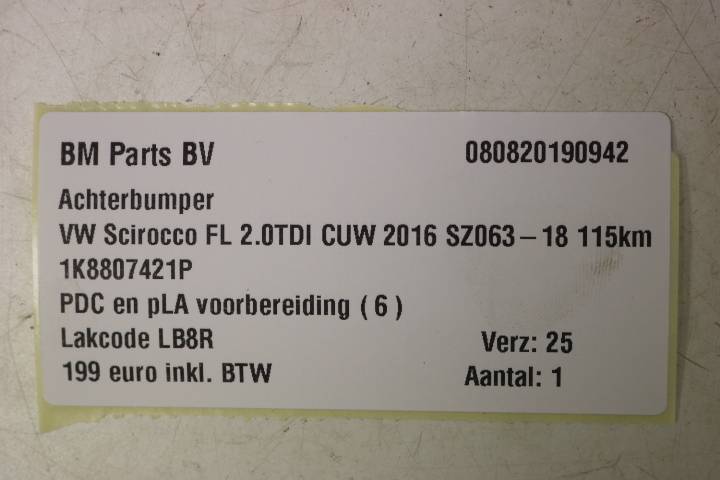 BM Parts BV 080820190942
Achterbumper
VW Scirocco FL 2.0TDI CUW 2016 SZ063-18 115km
1K8807421P
PDC en pLA voorbereiding ( 6 )
Lakcode LB8R Verz: 25
199 euro inkl. BTW Aantal: 1